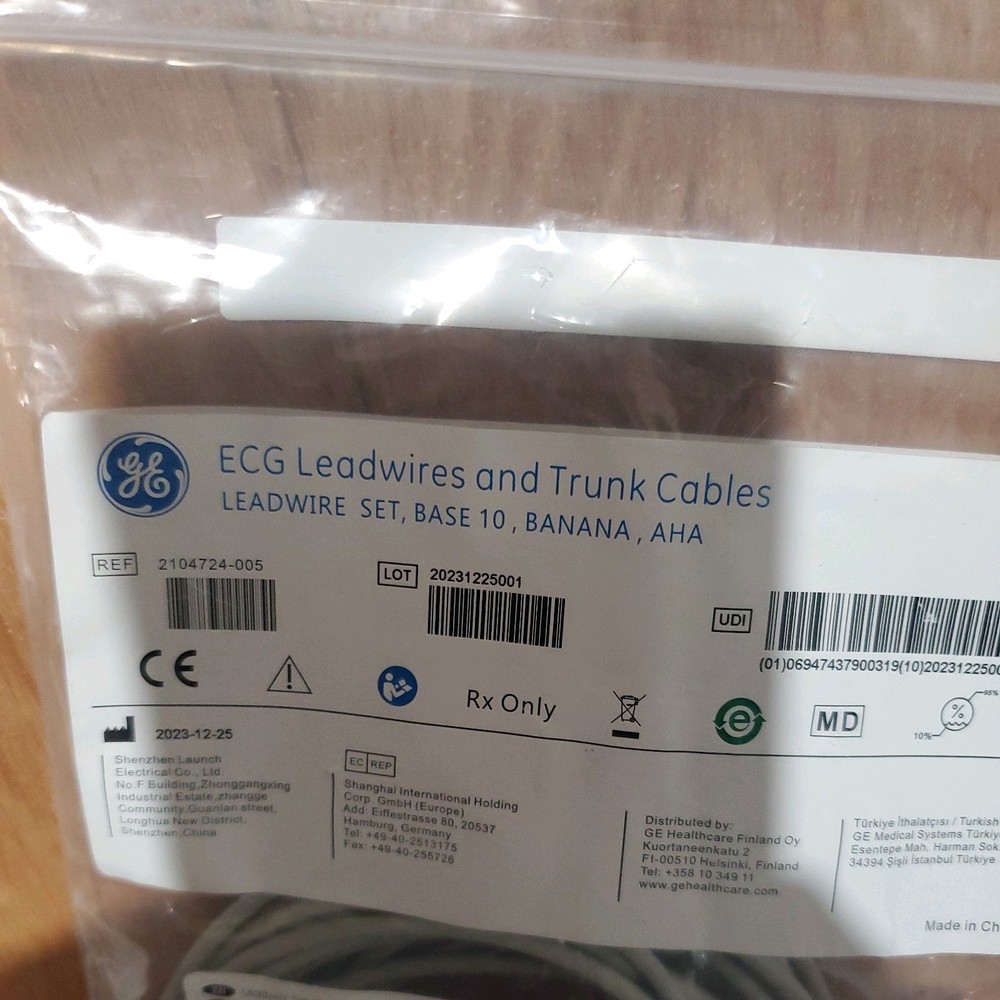 GE
ECG Leadwires and Trunk Cables
LEADWIRE SET, BASE 10, BANANA, AHA
REF 2104724-005
LOT 20231225001
UDI
(01)06947437900319(10)2023122500
CE
Rx Only
e
MD
%
95%
10%
2023-12-25
Shenzhen Launch
Electrical Co., Ltd.
No.F Building,Zhonggangxing
Industrial Estate,zhangge
Community,Guanlan street,
Longhua New District,
Shenzhen,China
EC REP
Shanghai International Holding
Corp. GmbH (Europe)
Add: Eiffestrasse 80, 20537
Hamburg, Germany
Tel: +49-40-2513175
Fax: +49-40-255726
Distributed by:
GE Healthcare Finland Oy
Kuortaneenkatu 2
FI-00510 Helsinki, Finland
Tel: +358 10 349 11
www.gehealthcare.com
Türkiye İthalatçısı / Turkish
GE Medical Systems Türkiy
Esentepe Mah. Harman Sok
34394 Şişli İstanbul Türkiye
Made in Ch